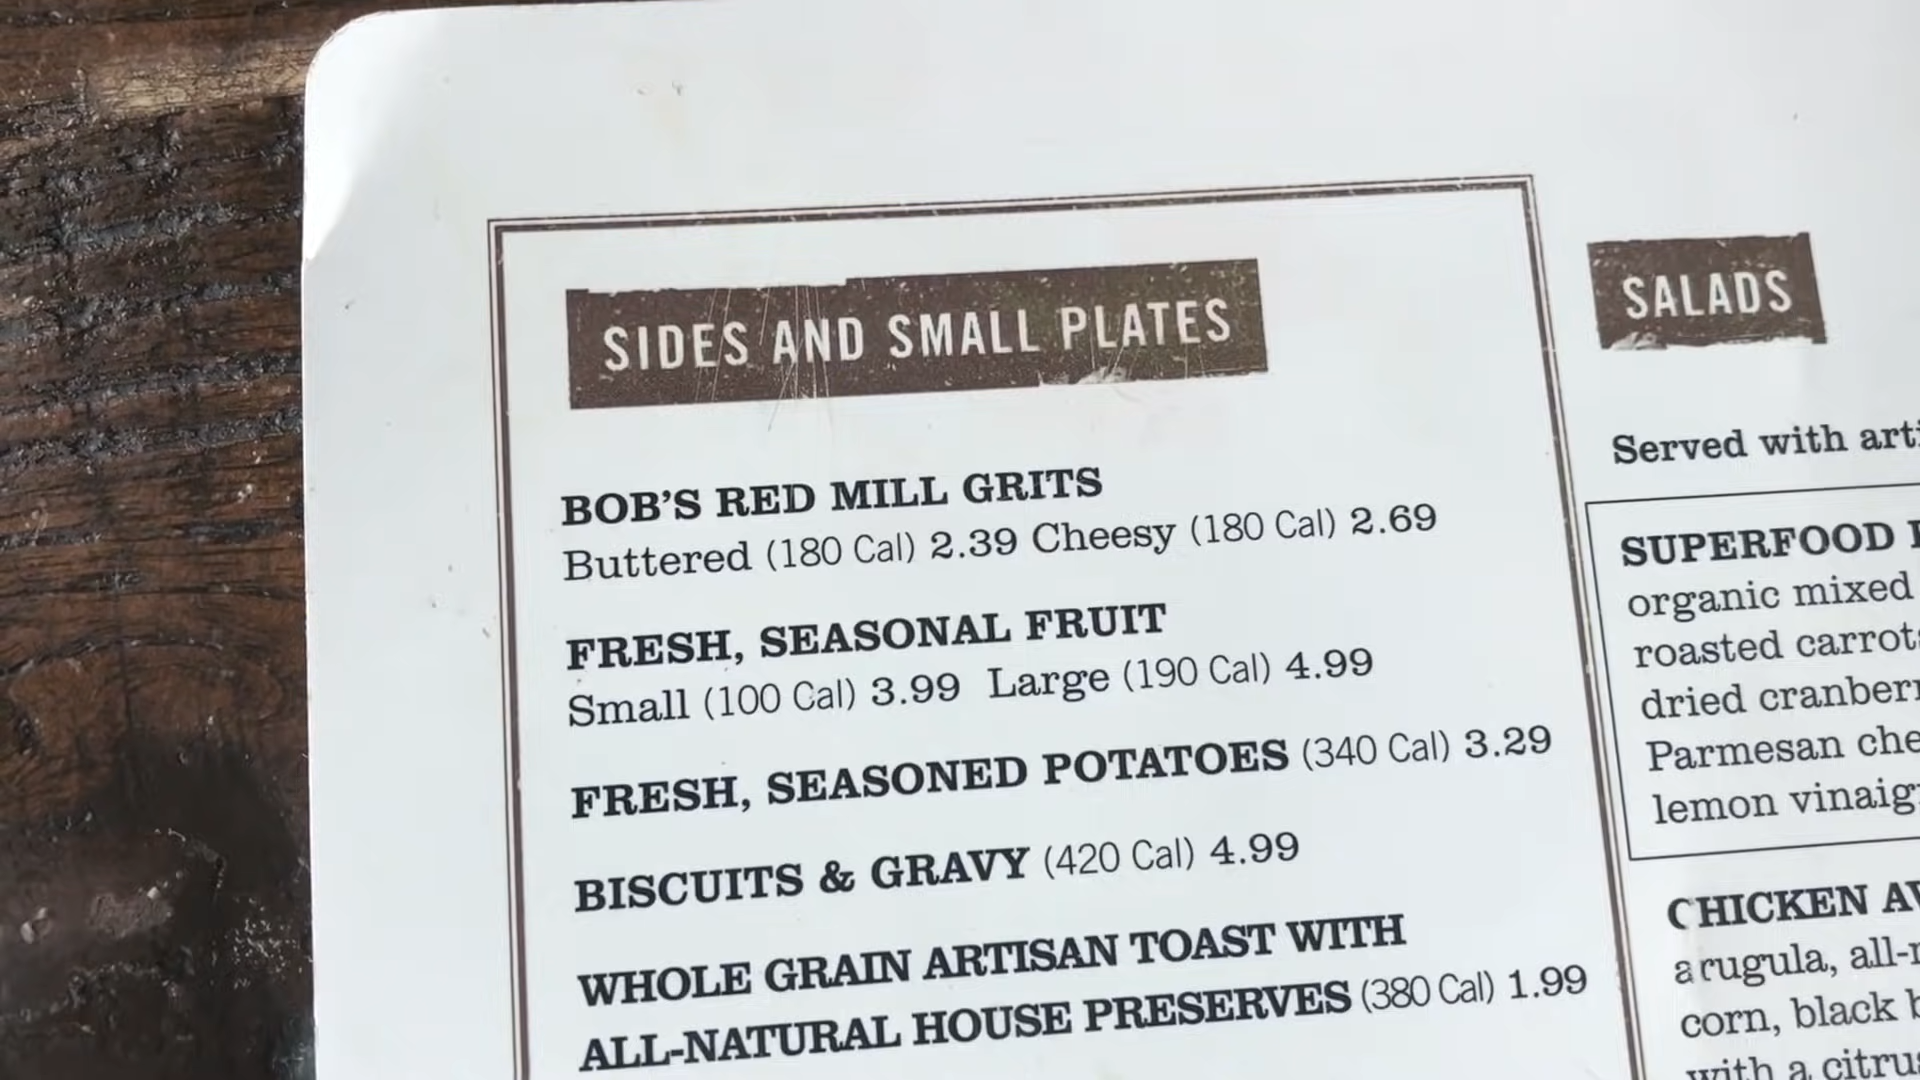 SIDES AND SMALL PLATES
BOB'S RED MILL GRITS
Buttered (180 Cal) 2.39 Cheesy (180 Cal) 2.69
FRESH, SEASONAL FRUIT
Small (100 Cal) 3.99 Large (190 Cal) 4.99
FRESH, SEASONED POTATOES (340 Cal) 3.29
BISCUITS & GRAVY (420 Cal) 4.99
WHOLE GRAIN ARTISAN TOAST WITH
ALL-NATURAL HOUSE PRESERVES (380 Cal) 1.99
SALADS
Served with
SUPERFOOD
organic mixed
roasted
dried
Parmesan
lemon
CHICKEN
arugula,
corn, black
with a